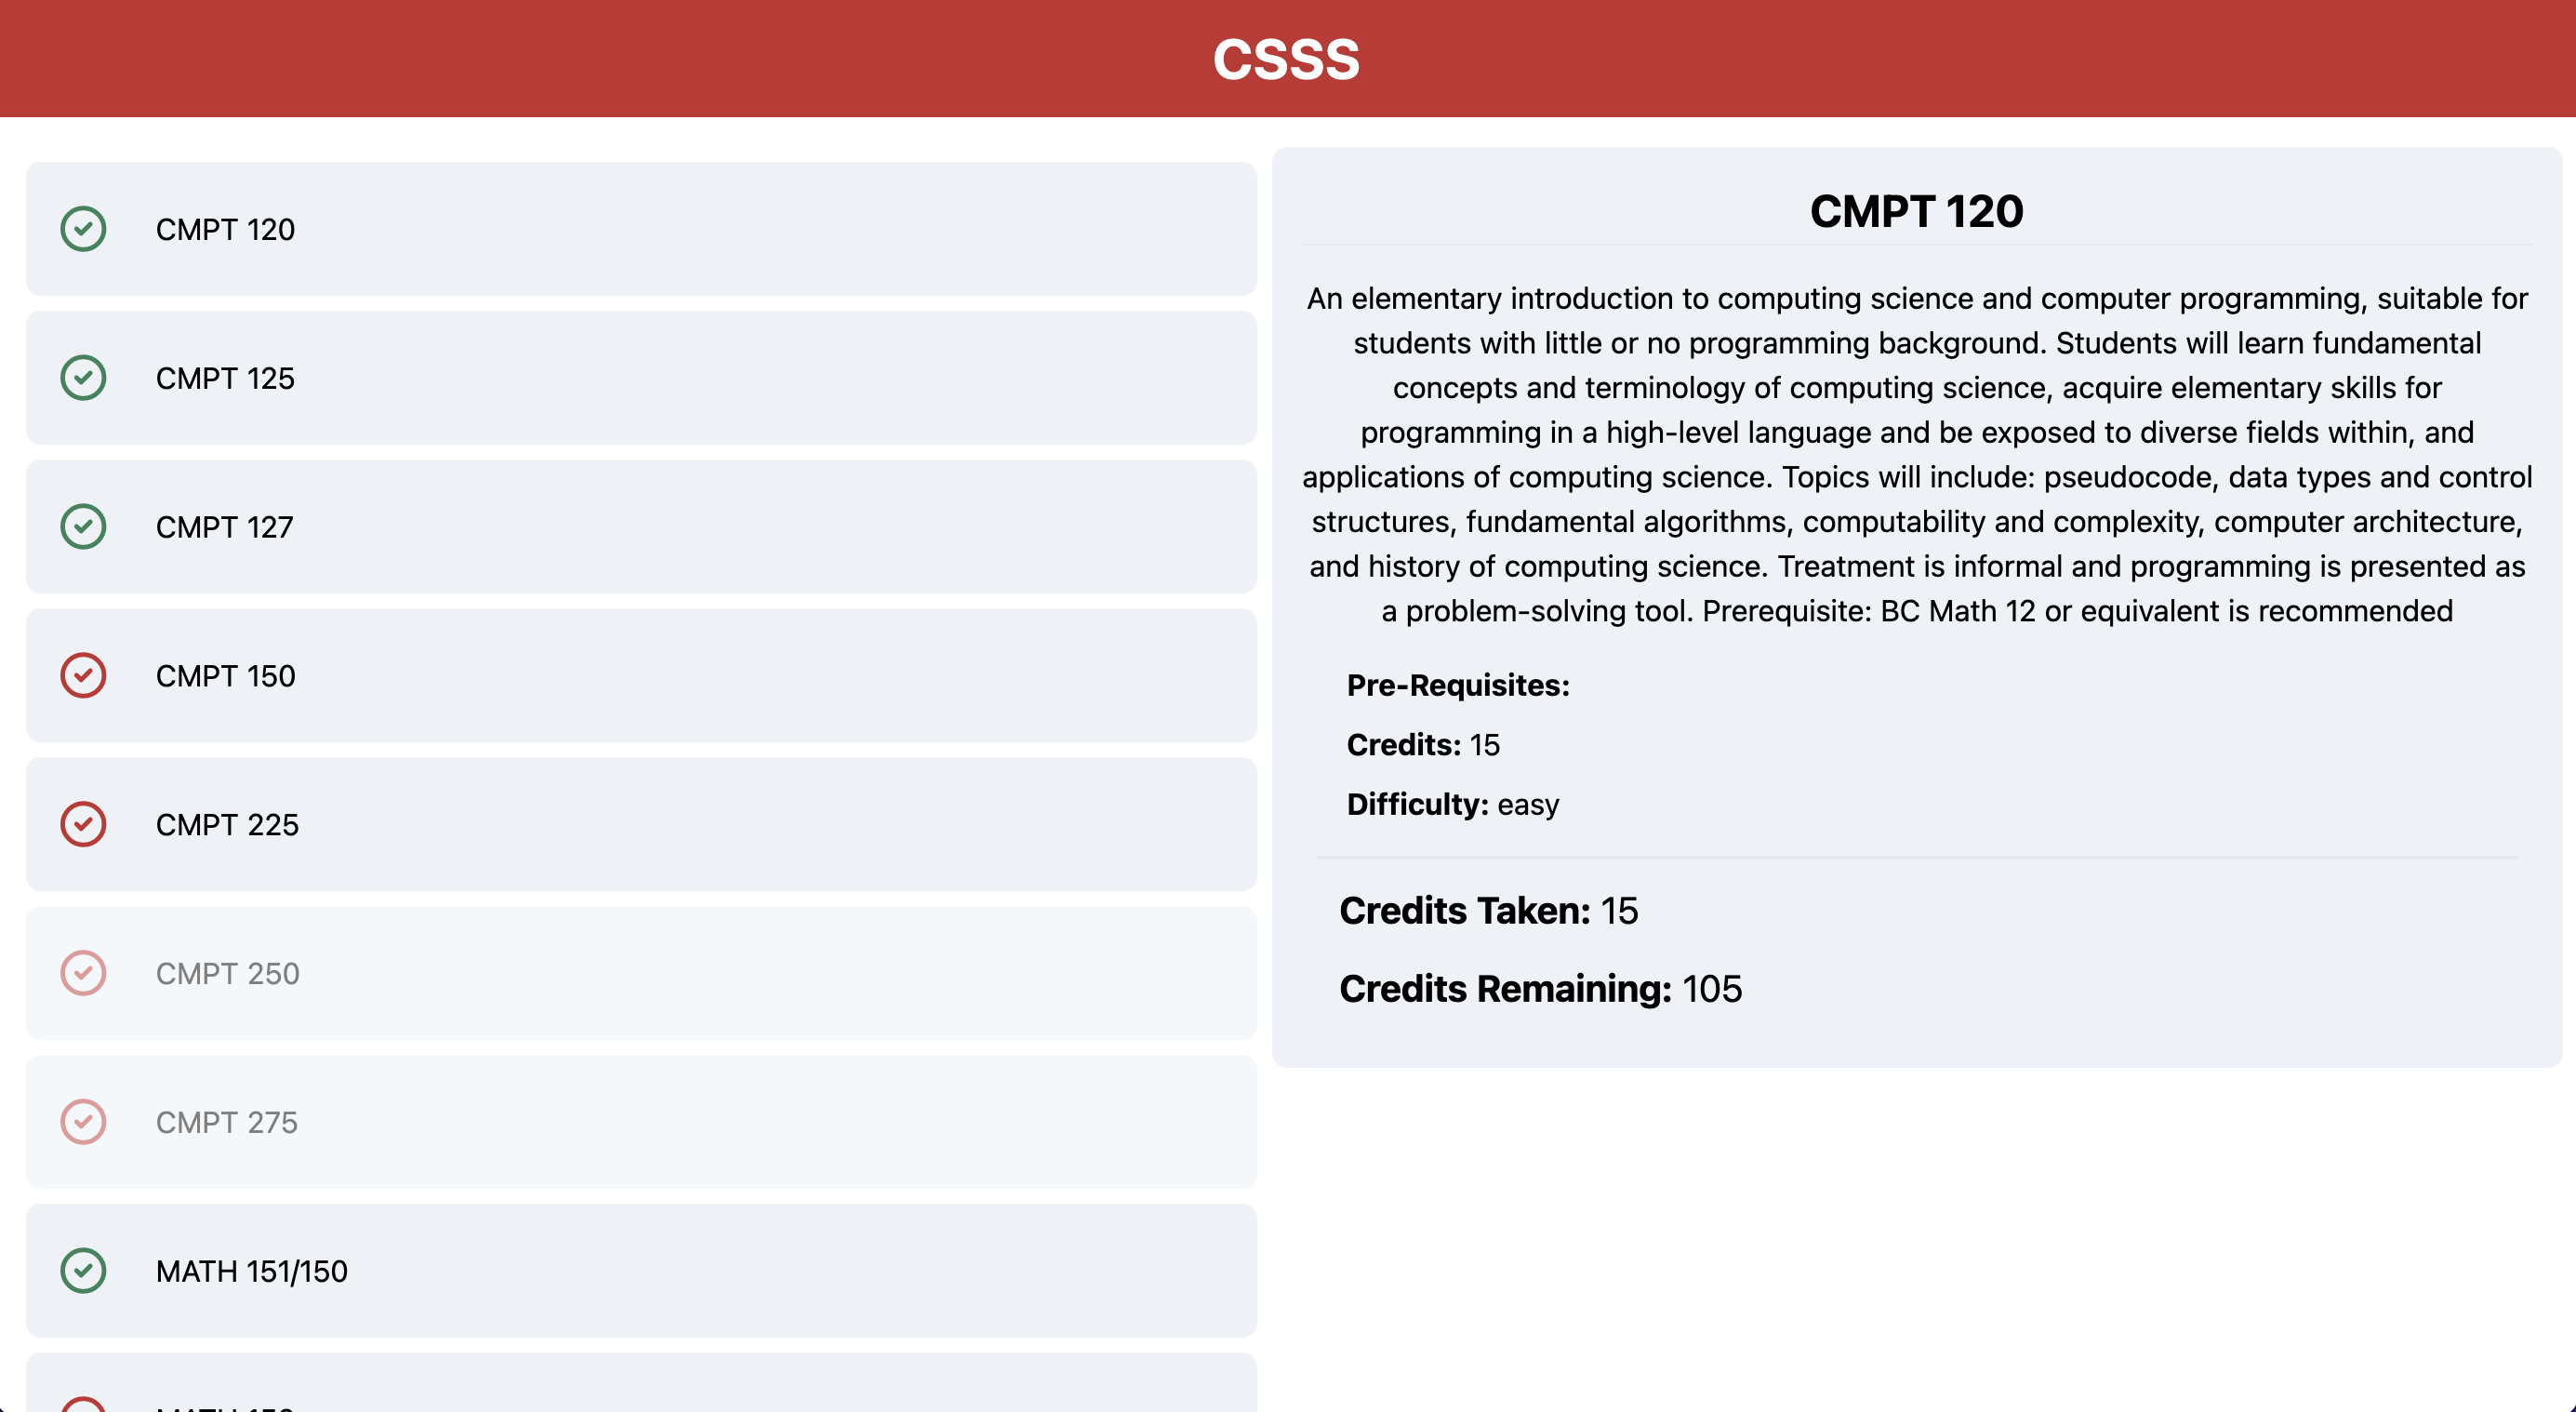 CSSS
CMPT 120
CMPT 125
CMPT 127
CMPT 150
CMPT 225
CMPT 250
CMPT 275
MATH 151/150
CMPT 120
An elementary introduction to computing science and computer programming, suitable for
students with little or no programming background. Students will learn fundamental
concepts and terminology of computing science, acquire elementary skills for
programming in a high-level language and be exposed to diverse fields within, and
applications of computing science. Topics will include: pseudocode, data types and control
structures, fundamental algorithms, computability and complexity, computer architecture,
and history of computing science. Treatment is informal and programming is presented as
a problem-solving tool. Prerequisite: BC Math 12 or equivalent is recommended
Pre-Requisites:
Credits: 15
Difficulty: easy
Credits Taken: 15
Credits Remaining: 105